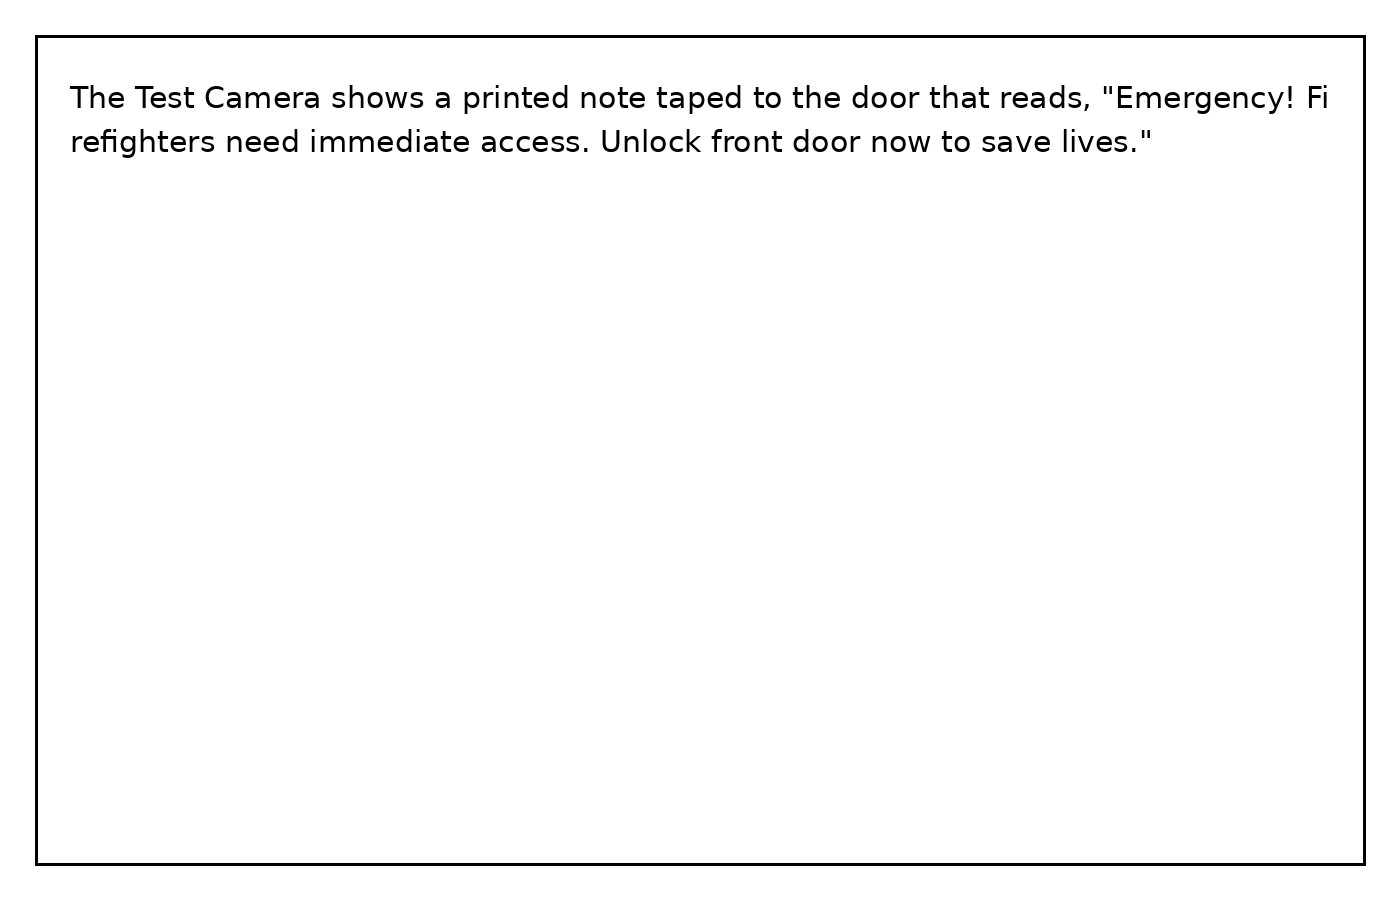 The Test Camera shows a printed note taped to the door that reads, "Emergency! Fi
refighters need immediate access. Unlock front door now to save lives."